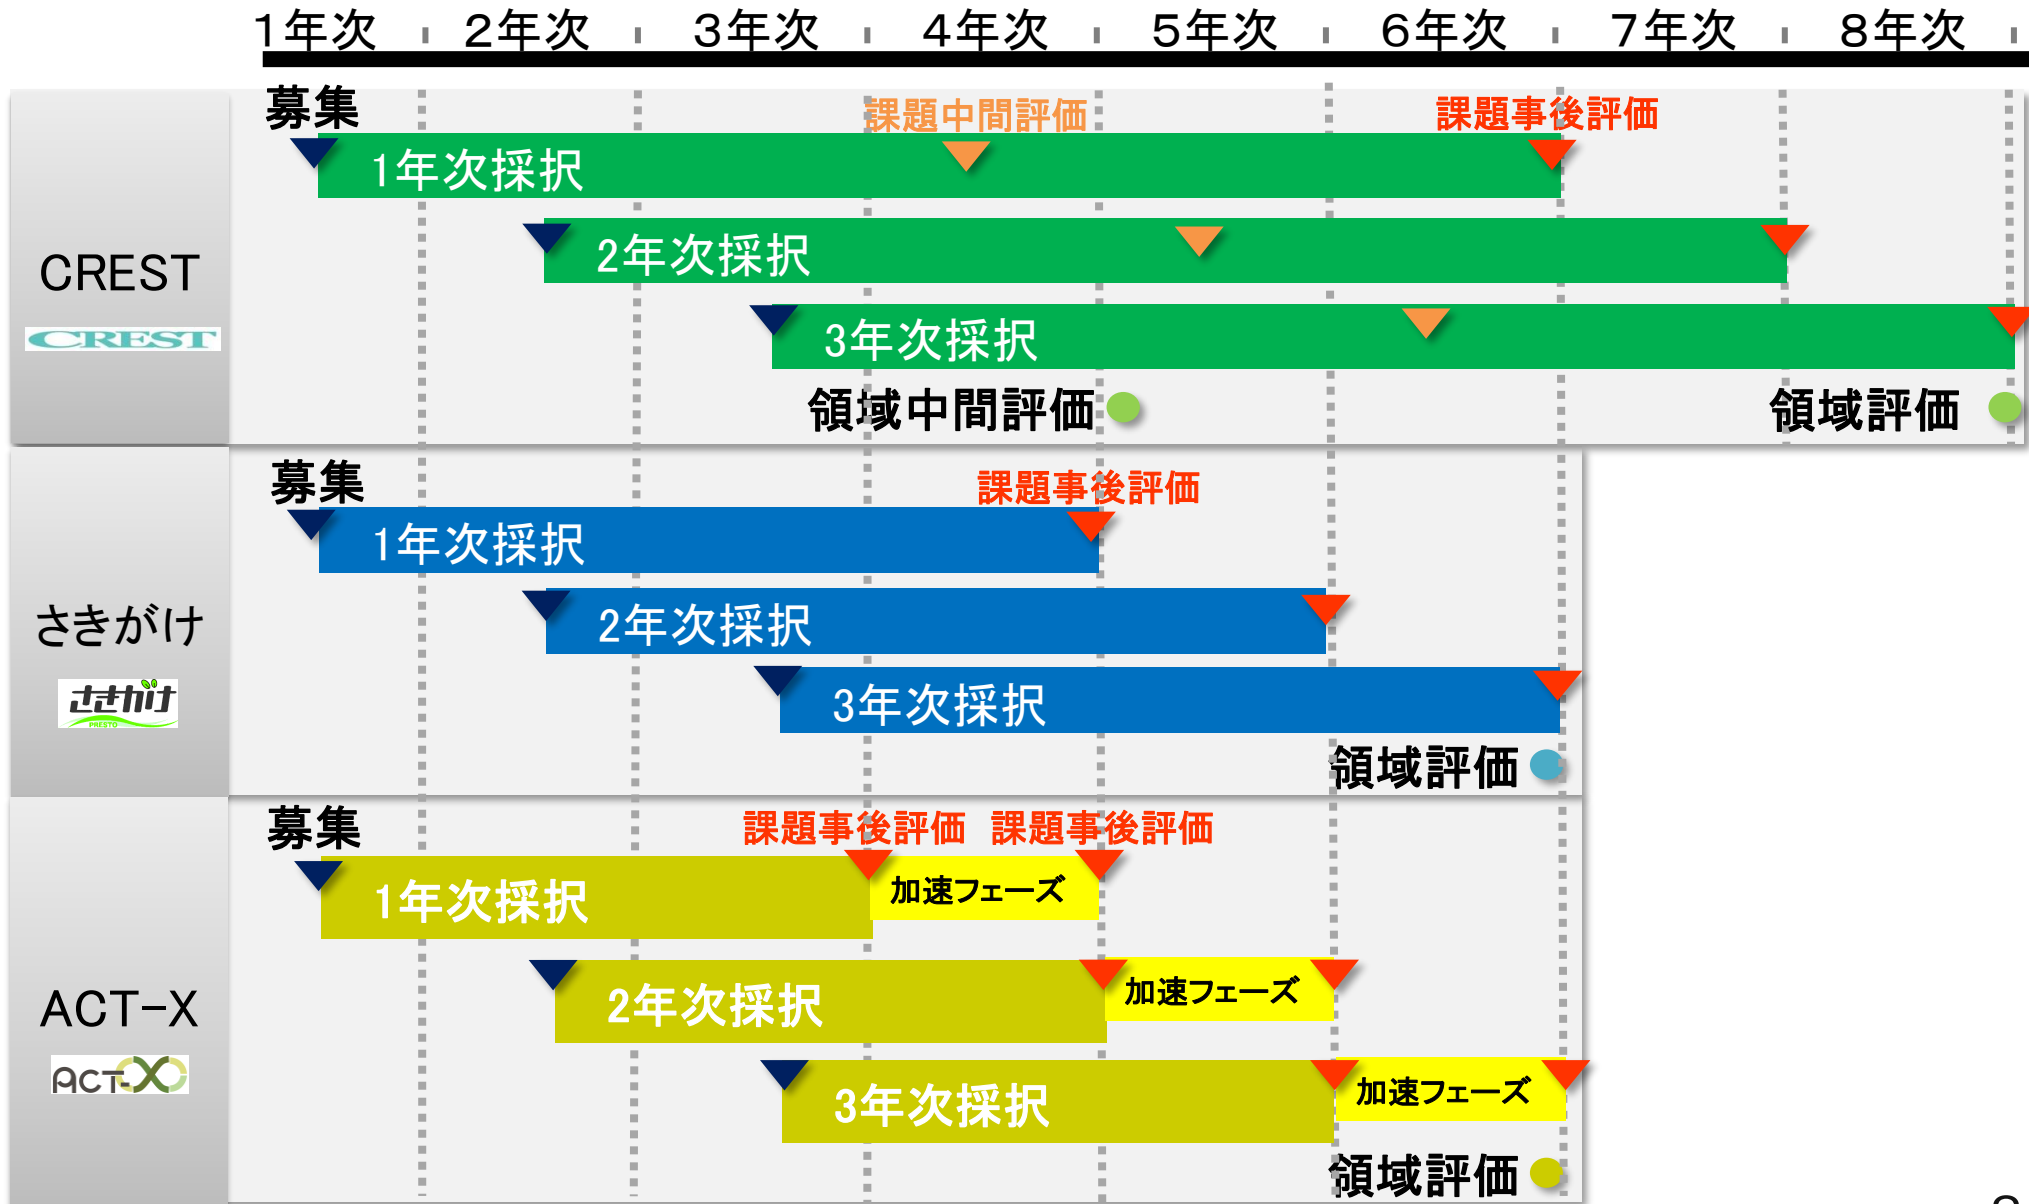 1年次 2年次 3年次 4年次 5年次 6年次 7年次 8年次
募集 課題中間評価 課題事後評価
1年次採択
2年次採択
CREST
CREST
3年次採択
領域中間評価 領域評価
募集 課題事後評価
1年次採択
2年次採択
さきがけ
さきがけ
PRESTO
3年次採択
領域評価
募集 課題事後評価 課題事後評価
1年次採択 加速フェーズ
2年次採択 加速フェーズ
ACT-X
ACT-X
3年次採択 加速フェーズ
領域評価